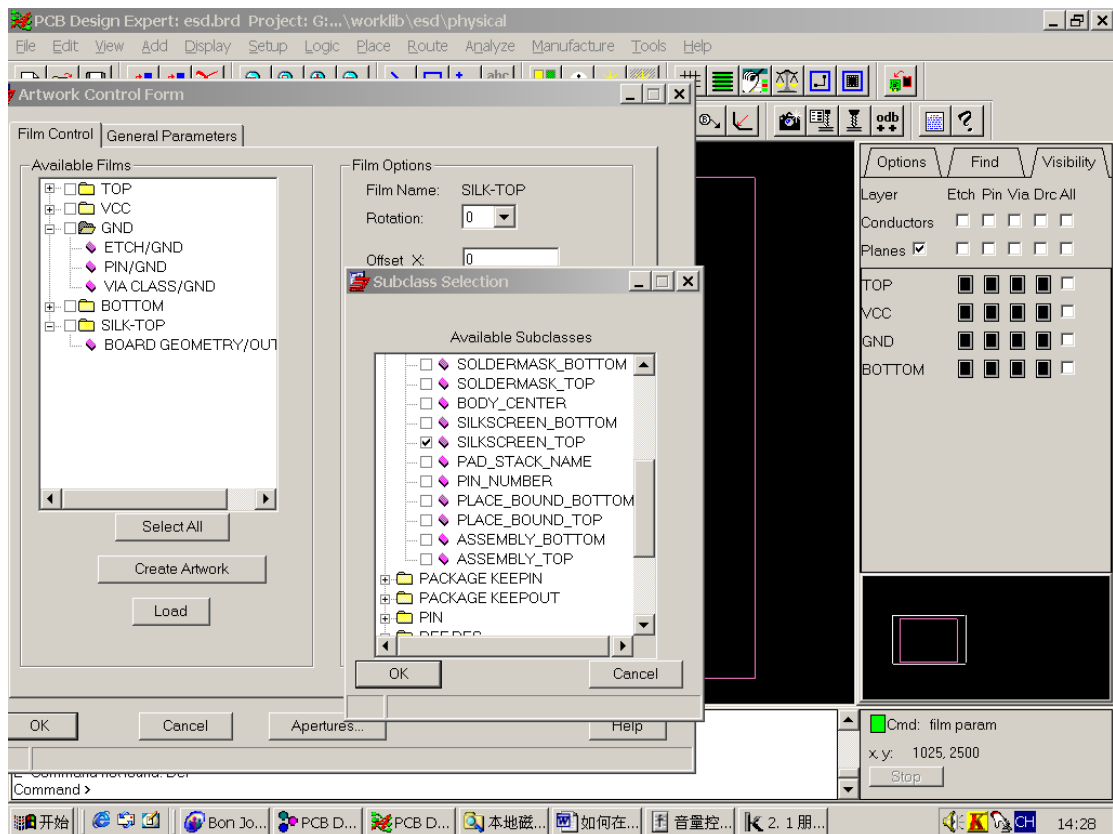 PCB Design Expert: esd.brd Project: G:...\worklib\esd\physical
File Edit View Add Display Setup Logic Place Route Analyze Manufacture Tools Help
Artwork Control Form
odb
++
Film Control General Parameters
Available Films
TOP
VCC
GND
ETCH/GND
PIN/GND
VIA CLASS/GND
BOTTOM
SILK-TOP
BOARD GEOMETRY/OUT
Select All
Create Artwork
Load
Film Options
Film Name: SILK-TOP
Rotation: 0
Offset X: 0
Subclass Selection
Available Subclasses
SOLDERMASK_BOTTOM
SOLDERMASK_TOP
BODY_CENTER
SILKSCREEN_BOTTOM
SILKSCREEN_TOP
PAD_STACK_NAME
PIN_NUMBER
PLACE_BOUND_BOTTOM
PLACE_BOUND_TOP
ASSEMBLY_BOTTOM
ASSEMBLY_TOP
PACKAGE KEEPIN
PACKAGE KEEPOUT
PIN
OK Cancel
OK Cancel Apertures... Help
Options Find Visibility
Layer Etch Pin Via Drc All
Conductors
Planes
TOP
VCC
GND
BOTTOM
Command >
Cmd: film param
x, y: 1025, 2500
Stop
开始 Bon Jo... PCB D... PCB D... 本地磁... 如何在... 音量控... 2. 1 朋... CH 14:28